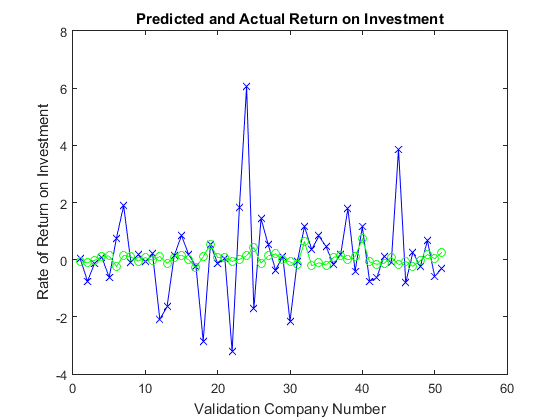 Predicted and Actual Return on Investment
8
6
4
2
0
-2
-4
Rate of Return on Investment
0 10 20 30 40 50 60
Validation Company Number